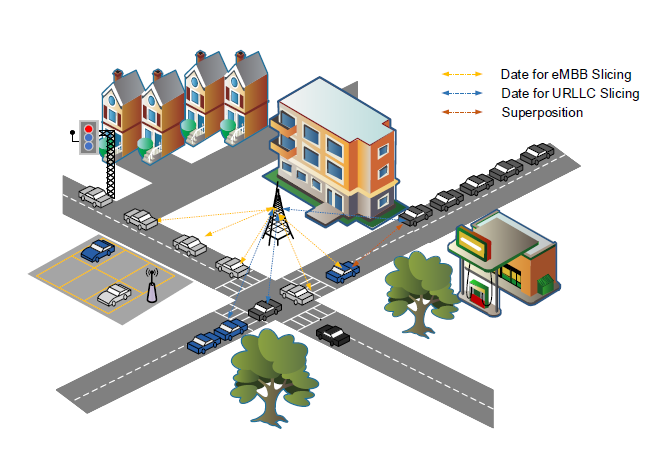 Date for eMBB Slicing
Date for URLLC Slicing
Superposition